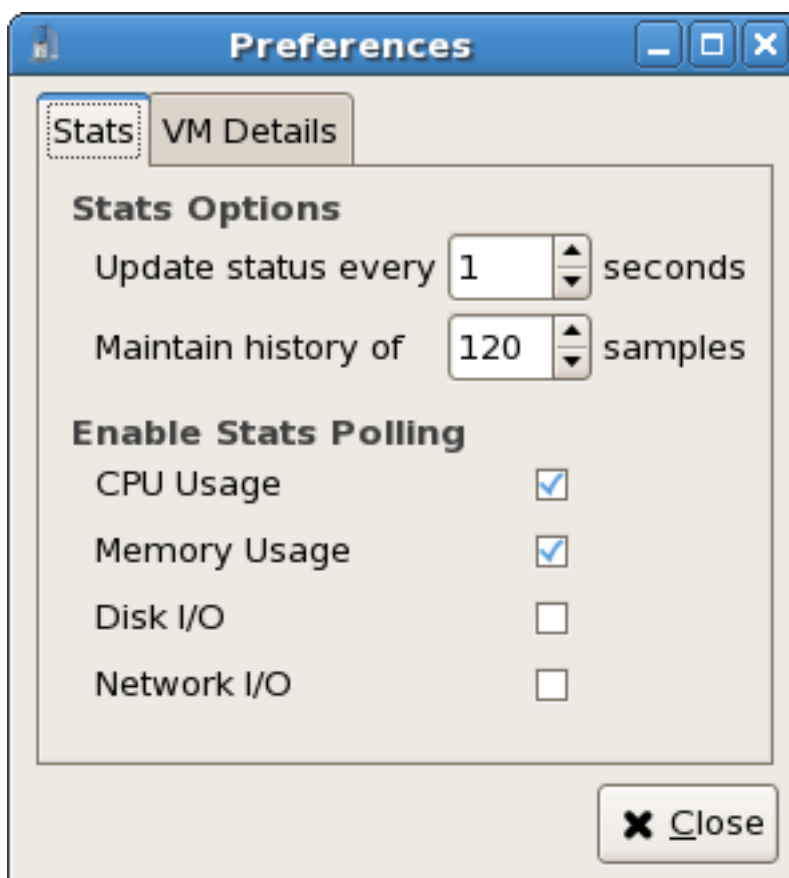 Preferences
Stats VM Details
Stats Options
Update status every 1 seconds
Maintain history of 120 samples
Enable Stats Polling
CPU Usage
Memory Usage
Disk I/O
Network I/O
Close